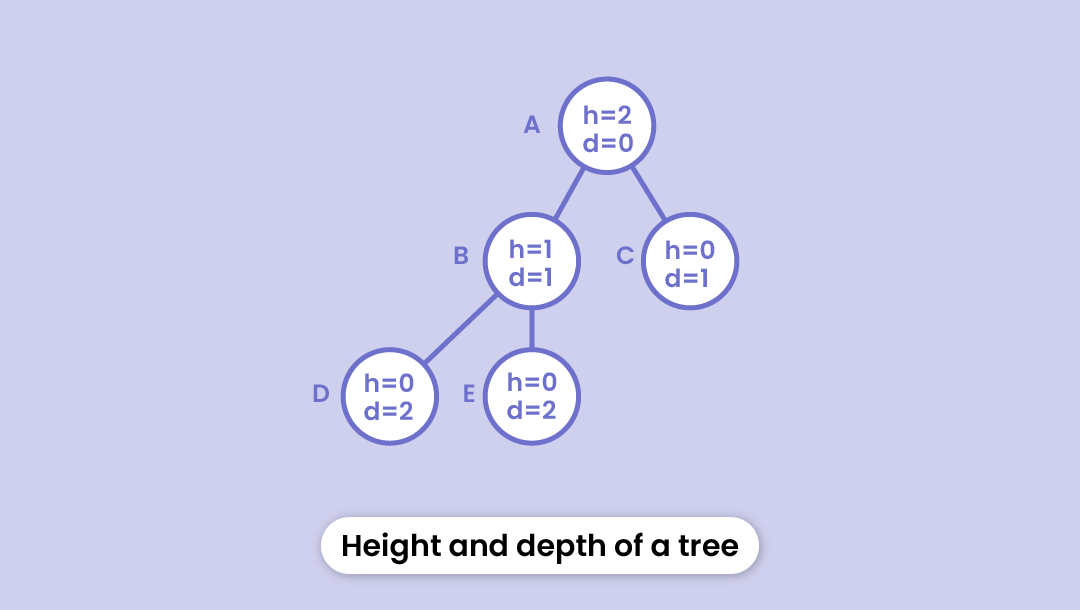 A
h=2
d=0
B
h=1
d=1
C
h=0
d=1
D
h=0
d=2
E
h=0
d=2
Height and depth of a tree